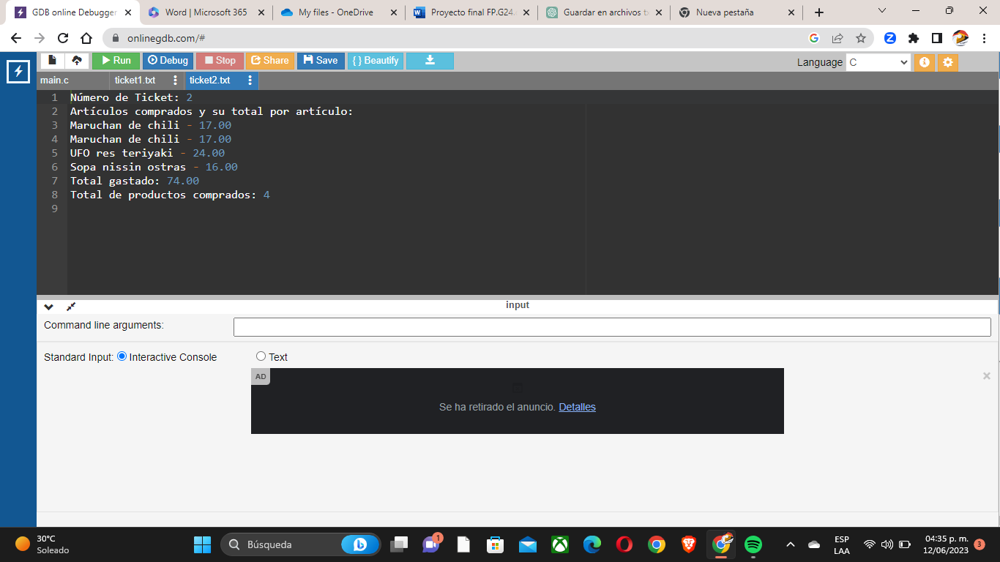 GDB online Debugger
Word | Microsoft 365
My files - OneDrive
Proyecto final FP.G24.
Guardar en archivos tx
Nueva pestaña
onlinegdb.com/#
Run
Debug
Stop
Share
Save
{ } Beautify
Language
C
main.c
ticket1.txt
ticket2.txt
1 Número de Ticket: 2
2 Artículos comprados y su total por artículo:
3 Maruchan de chili - 17.00
4 Maruchan de chili - 17.00
5 UFO res teriyaki - 24.00
6 Sopa nissin ostras - 16.00
7 Total gastado: 74.00
8 Total de productos comprados: 4
9
input
Command line arguments:
Standard Input:
Interactive Console
Text
AD
Se ha retirado el anuncio. Detalles
30°C
Soleado
Búsqueda
1
ESP
LAA
04:35 p. m.
12/06/2023
3